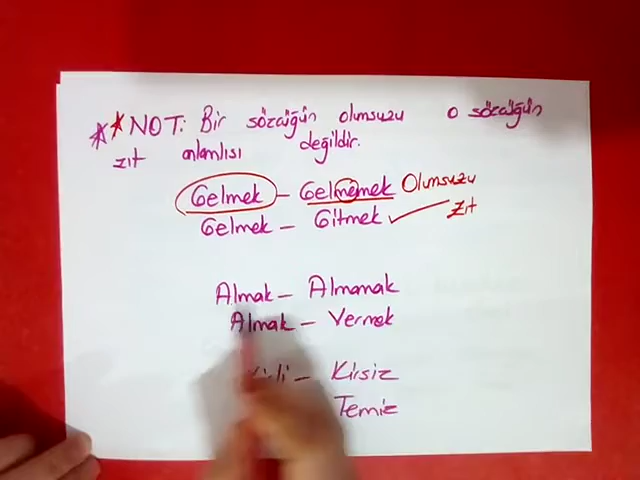 **NOT: Bir sözcüğün olumsuzu o sözcüğün
zıt anlamlısı değildir.
Gelmek – Gelmemek Olumsuzu
Gelmek – Gitmek Zıt
Almak – Almamak
Almak – Vermek
– Kirsiz
Temiz